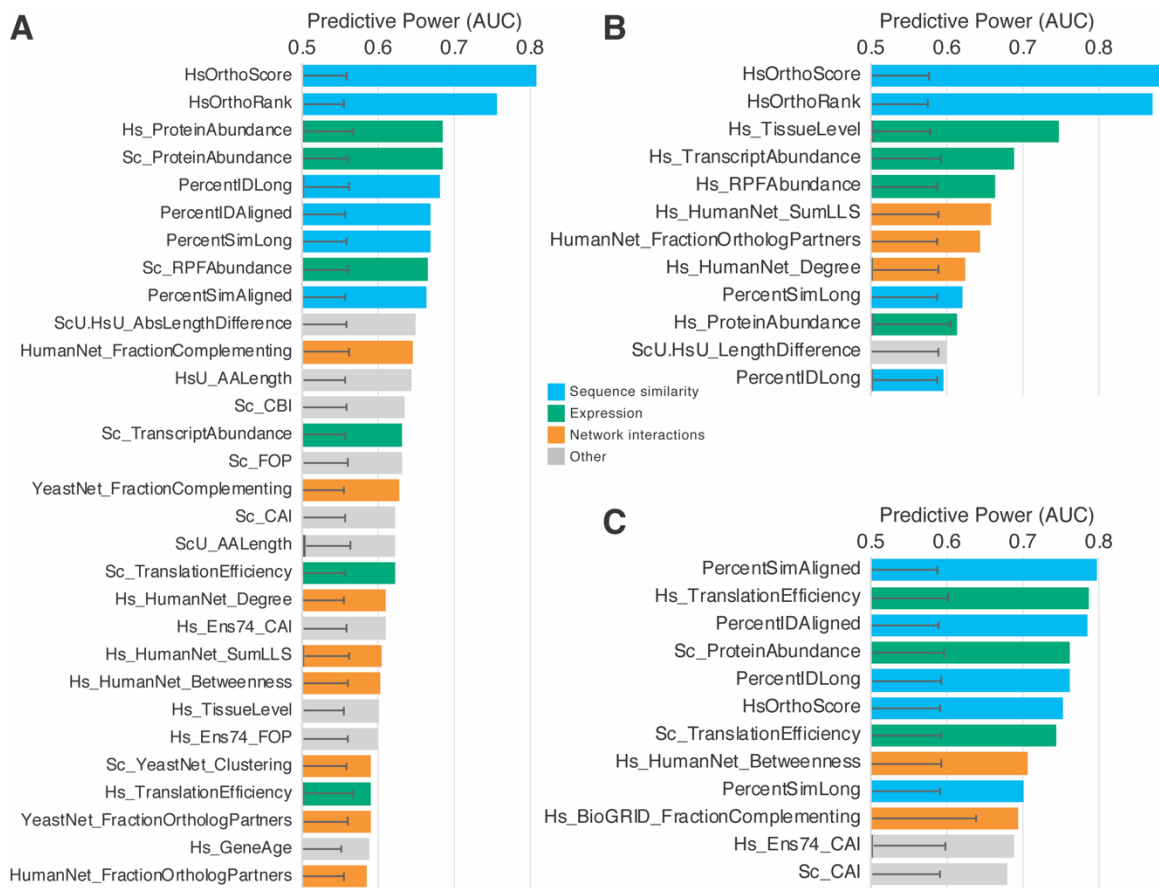 A
Predictive Power (AUC)
0.5 0.6 0.7 0.8
HsOrthoScore
HsOrthoRank
Hs_ProteinAbundance
Sc_ProteinAbundance
PercentIDLong
PercentIDAligned
PercentSimLong
Sc_RPFAbundance
PercentSimAligned
ScU.HsU_AbsLengthDifference
HumanNet_FractionComplementing
HsU_AALength
Sc_CBI
Sc_TranscriptAbundance
Sc_FOP
YeastNet_FractionComplementing
Sc_CAI
ScU_AALength
Sc_TranslationEfficiency
Hs_HumanNet_Degree
Hs_Ens74_CAI
Hs_HumanNet_SumLLS
Hs_HumanNet_Betweenness
Hs_TissueLevel
Hs_Ens74_FOP
Sc_YeastNet_Clustering
Hs_TranslationEfficiency
YeastNet_FractionOrthologPartners
Hs_GeneAge
HumanNet_FractionOrthologPartners
B
Predictive Power (AUC)
0.5 0.6 0.7 0.8
HsOrthoScore
HsOrthoRank
Hs_TissueLevel
Hs_TranscriptAbundance
Hs_RPFAbundance
Hs_HumanNet_SumLLS
HumanNet_FractionOrthologPartners
Hs_HumanNet_Degree
PercentSimLong
Hs_ProteinAbundance
ScU.HsU_LengthDifference
PercentIDLong
Sequence similarity
Expression
Network interactions
Other
C
Predictive Power (AUC)
0.5 0.6 0.7 0.8
PercentSimAligned
Hs_TranslationEfficiency
PercentIDAligned
Sc_ProteinAbundance
PercentIDLong
HsOrthoScore
Sc_TranslationEfficiency
Hs_HumanNet_Betweenness
PercentSimLong
Hs_BioGRID_FractionComplementing
Hs_Ens74_CAI
Sc_CAI